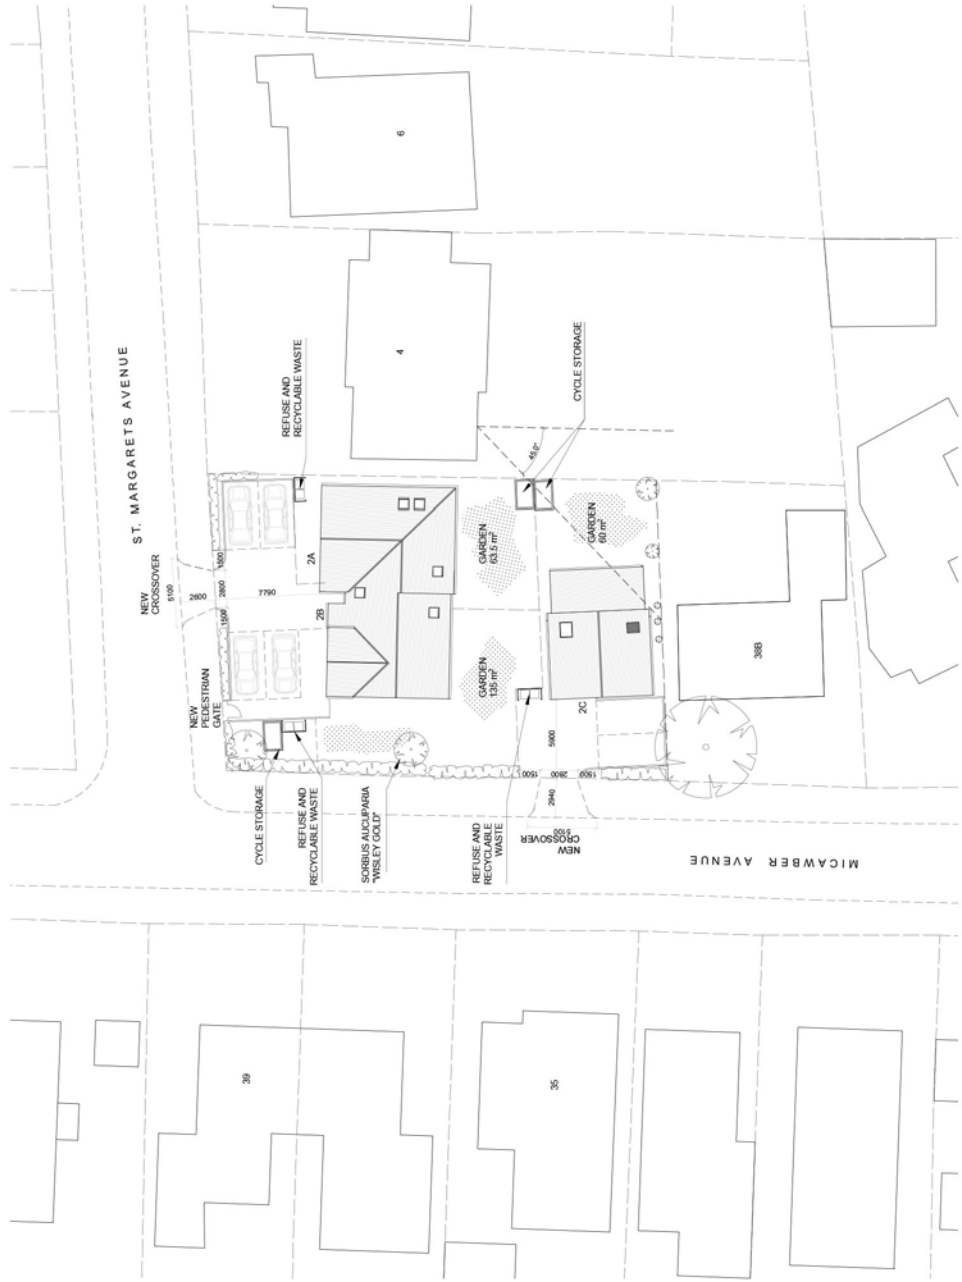 6
ST. MARGARETS AVENUE
4
REFUSE AND
RECYCLABLE WASTE
CYCLE STORAGE
45.0°
NEW
CROSSOVER
5100
2600
1500
2800
1500
7790
2A
2B
GARDEN
63.5 m²
GARDEN
60 m²
NEW
PEDESTRIAN
GATE
GARDEN
135 m²
38B
2C
CYCLE STORAGE
REFUSE AND
RECYCLABLE WASTE
SORBUS AUCUPARIA
"WISLEY GOLD"
REFUSE AND
RECYCLABLE
WASTE
5900
1500
2800
1500
2940
5100
NEW
CROSSOVER
MICAWBER AVENUE
39
35